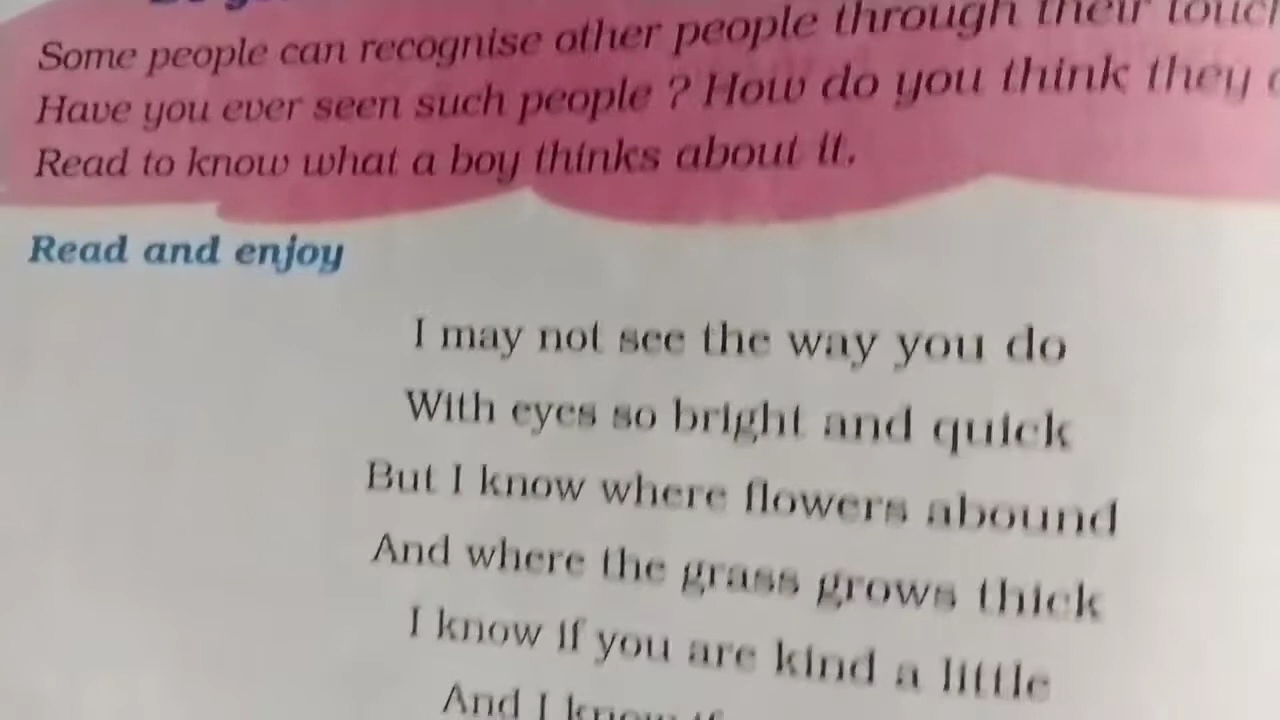 Some people can recognise other people through their
Have you ever seen such people ? How do you think they
Read to know what a boy thinks about it.
Read and enjoy
I may not see the way you do
With eyes so bright and quick
But I know where flowers abound
And where the grass grows thick
I know if you are kind a little
And I know if